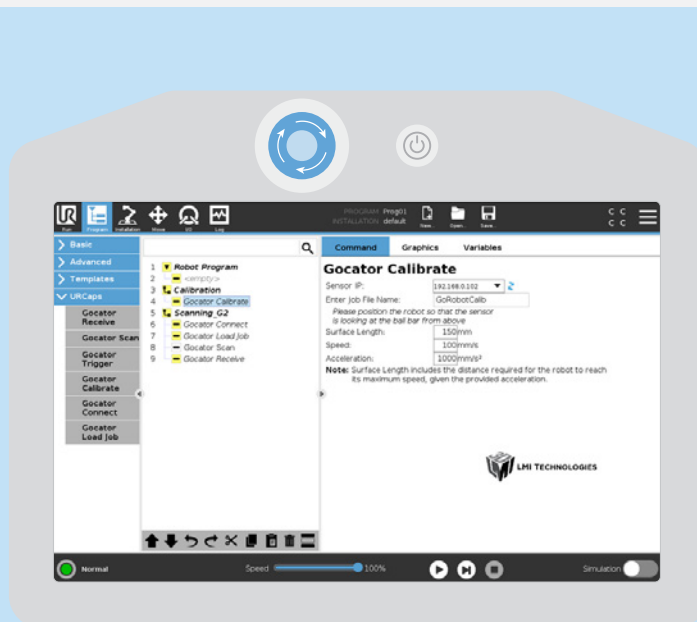 UR
PROGRAM Prog01
INSTALLATION default
Run Program Installation Move I/O Log
New... Open... Save...
C C
C C
Basic
Advanced
Templates
URCaps
Gocator
Receive
Gocator Scan
Gocator
Trigger
Gocator
Calibrate
Gocator
Connect
Gocator
Load Job
1 Robot Program
2 <empty>
3 Calibration
4 Gocator Calibrate
5 Scanning_G2
6 Gocator Connect
7 Gocator Load Job
8 Gocator Scan
9 Gocator Receive
Command Graphics Variables
Gocator Calibrate
Sensor IP: 192.168.0.102
Enter Job File Name: GoRobotCalib
Please position the robot so that the sensor
is looking at the ball bar from above
Surface Length: 150 mm
Speed: 100 mm/s
Acceleration: 1000 mm/s²
Note: Surface Length includes the distance required for the robot to reach
its maximum speed, given the provided acceleration.
LMI TECHNOLOGIES
Normal
Speed 100%
Simulation